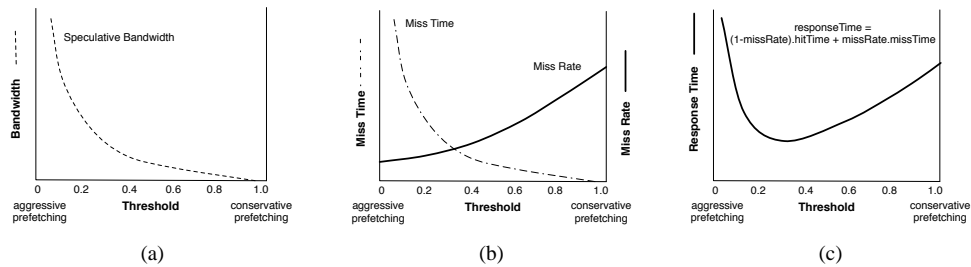 Speculative Bandwidth
Bandwidth
0 0.2 0.4 0.6 0.8 1.0
aggressive
prefetching
Threshold
conservative
prefetching
(a)
Miss Time
Miss Rate
Miss Time
Miss Rate
0 0.2 0.4 0.6 0.8 1.0
aggressive
prefetching
Threshold
conservative
prefetching
(b)
responseTime =
(1-missRate).hitTime + missRate.missTime
Response Time
0 0.2 0.4 0.6 0.8 1.0
aggressive
prefetching
Threshold
conservative
prefetching
(c)